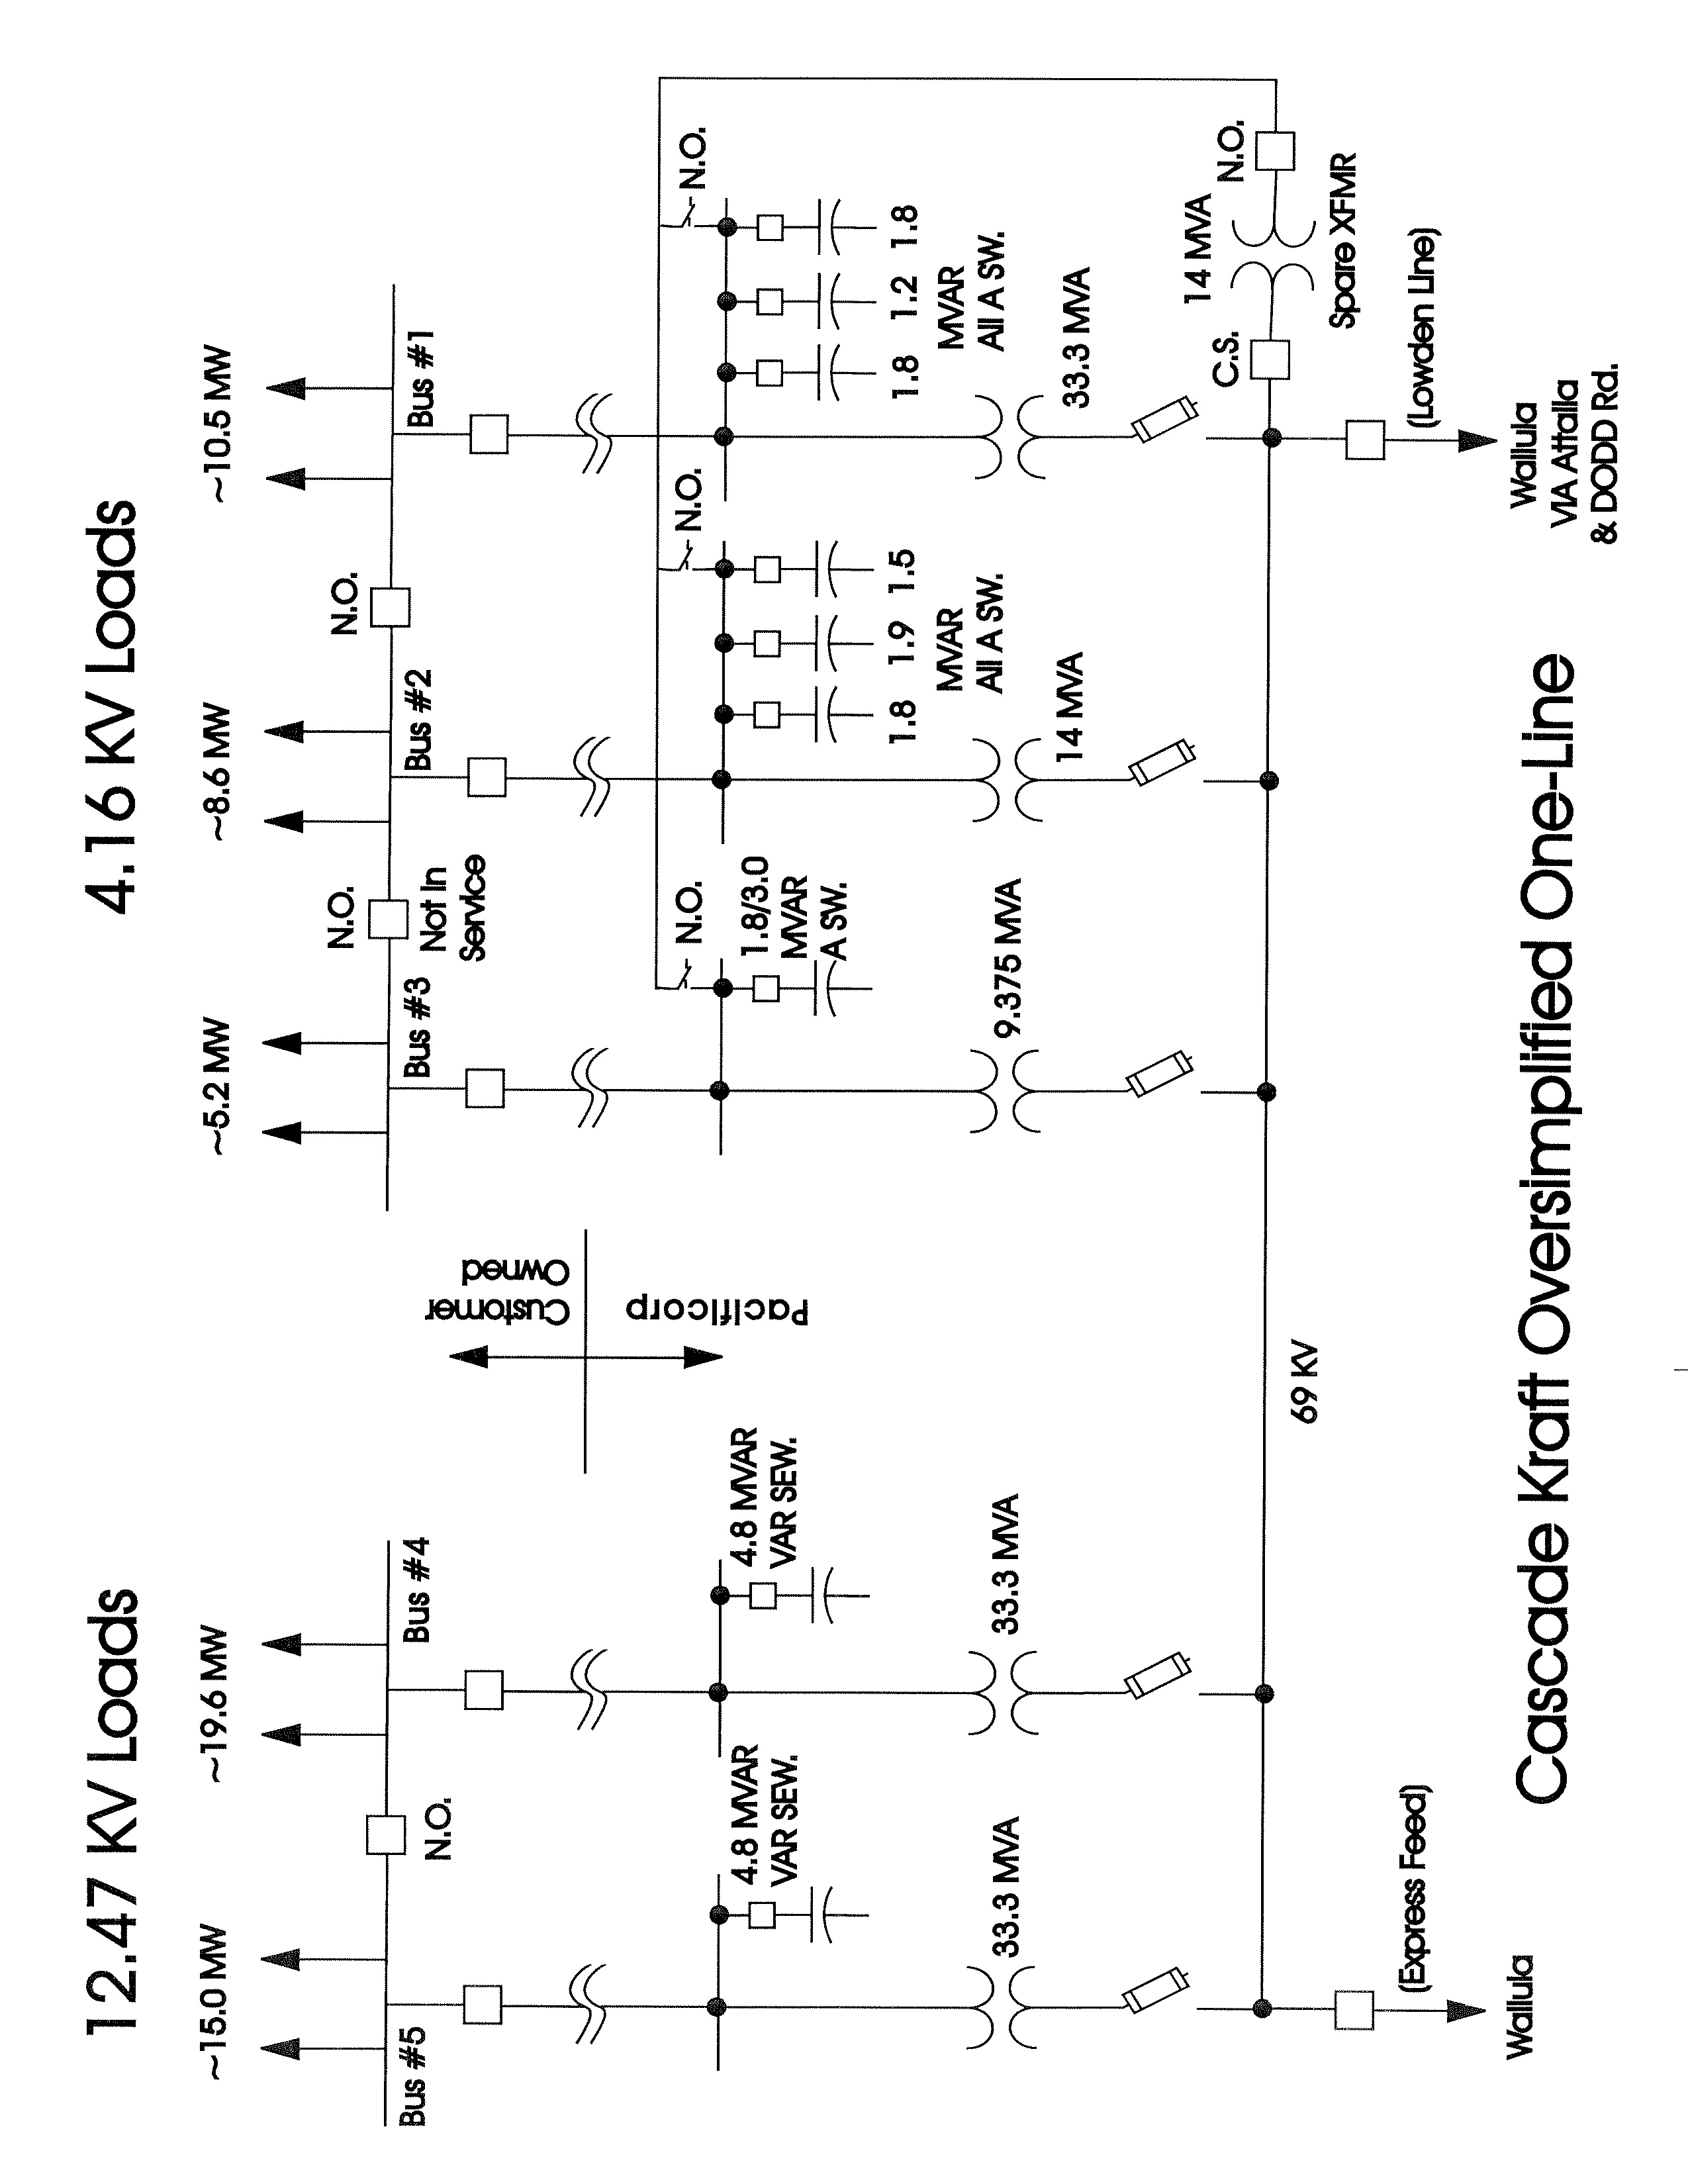 12.47 KV Loads
4.16 KV Loads
~15.0 MW
~19.6 MW
~5.2 MW
~8.6 MW
~10.5 MW
Bus #5
N.O.
Bus #4
Bus #3
N.O.
Not In
Service
Bus #2
N.O.
Bus #1
Customer
Owned
Pacificorp
4.8 MVAR
VAR SEW.
4.8 MVAR
VAR SEW.
N.O.
1.8/3.0
MVAR
A SW.
N.O.
1.8 1.9 1.5
MVAR
All A SW.
N.O.
1.8 1.2 1.8
MVAR
All A SW.
33.3 MVA
33.3 MVA
9.375 MVA
14 MVA
33.3 MVA
14 MVA
C.S.
N.O.
Spare XFMR
69 KV
(Express Feed)
(Lowden Line)
Wallula
Wallula
VIA Attalia
& DODD Rd.
Cascade Kraft Oversimplified One-Line